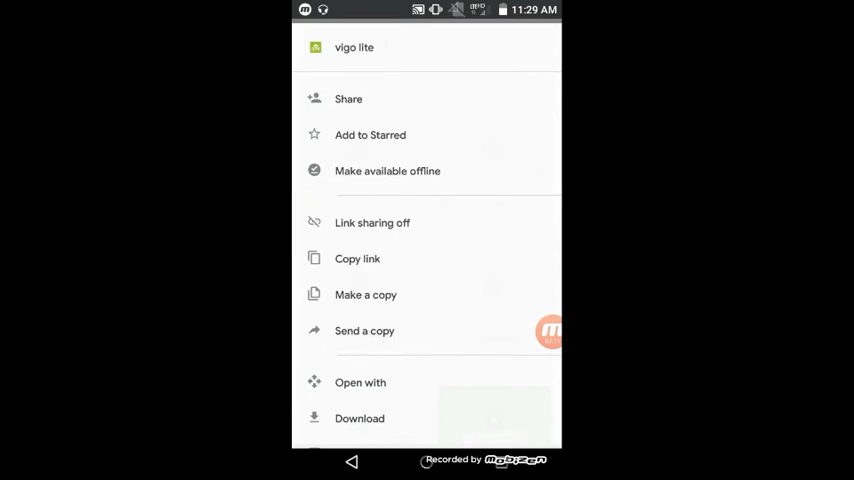 11:29 AM
vigo lite
Share
Add to Starred
Make available offline
Link sharing off
Copy link
Make a copy
Send a copy
Open with
Download
Recorded by mobizen